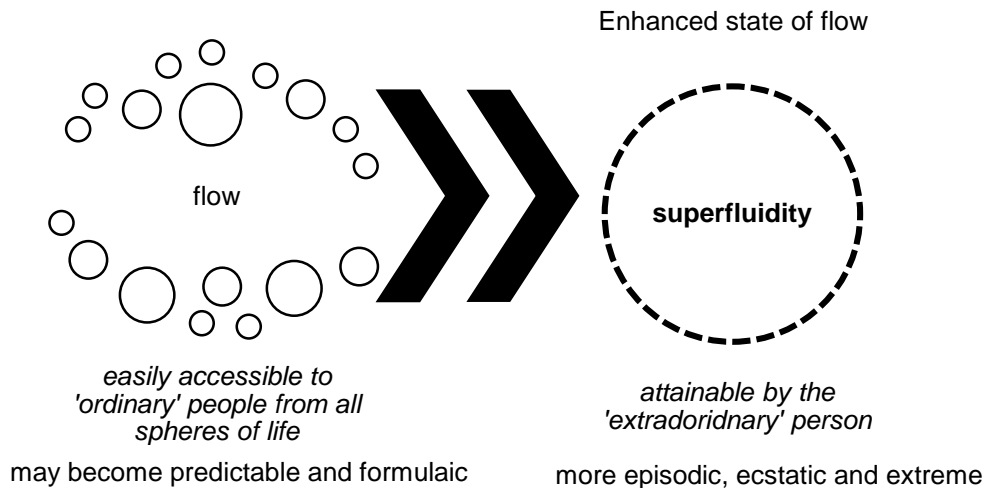 Enhanced state of flow
flow
superfluidity
easily accessible to
'ordinary' people from all
spheres of life
attainable by the
'extradoridnary' person
may become predictable and formulaic
more episodic, ecstatic and extreme